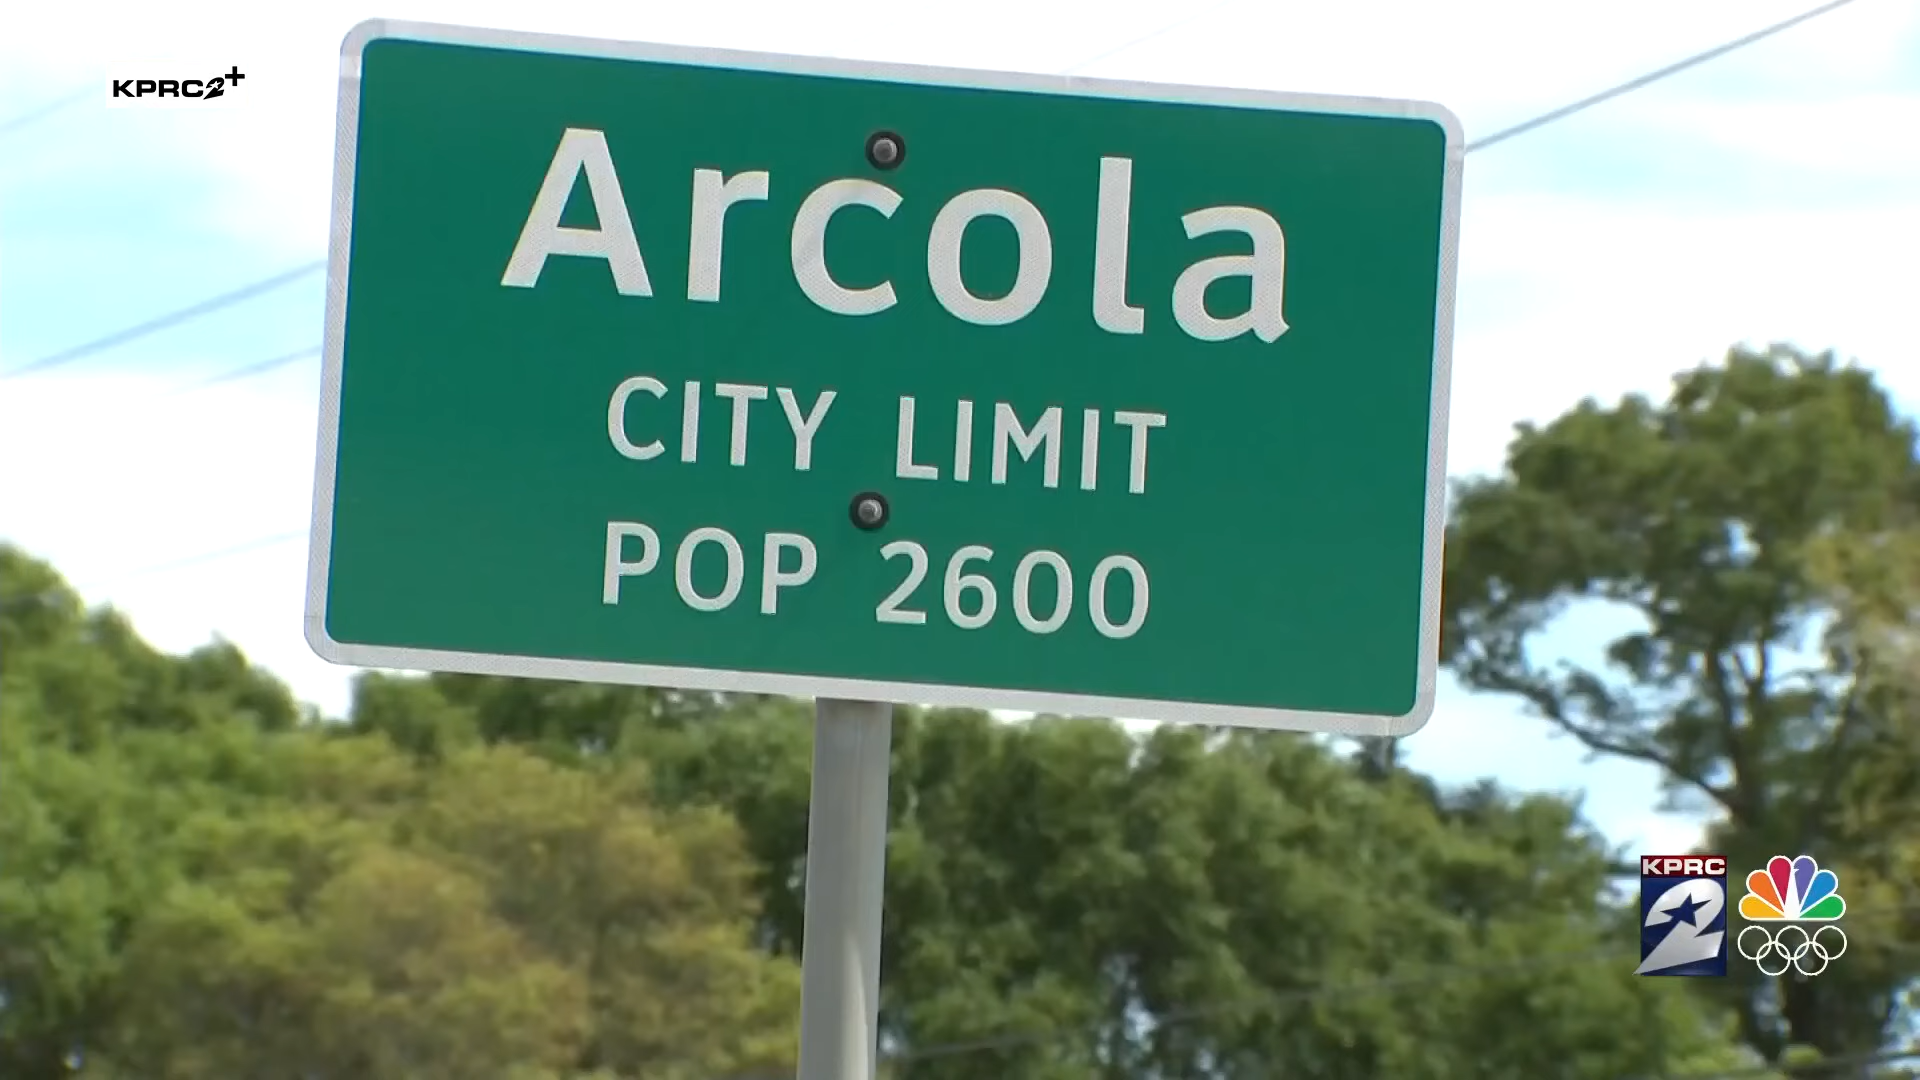 KPRC2+
Arcola
CITY LIMIT
POP 2600
KPRC
2